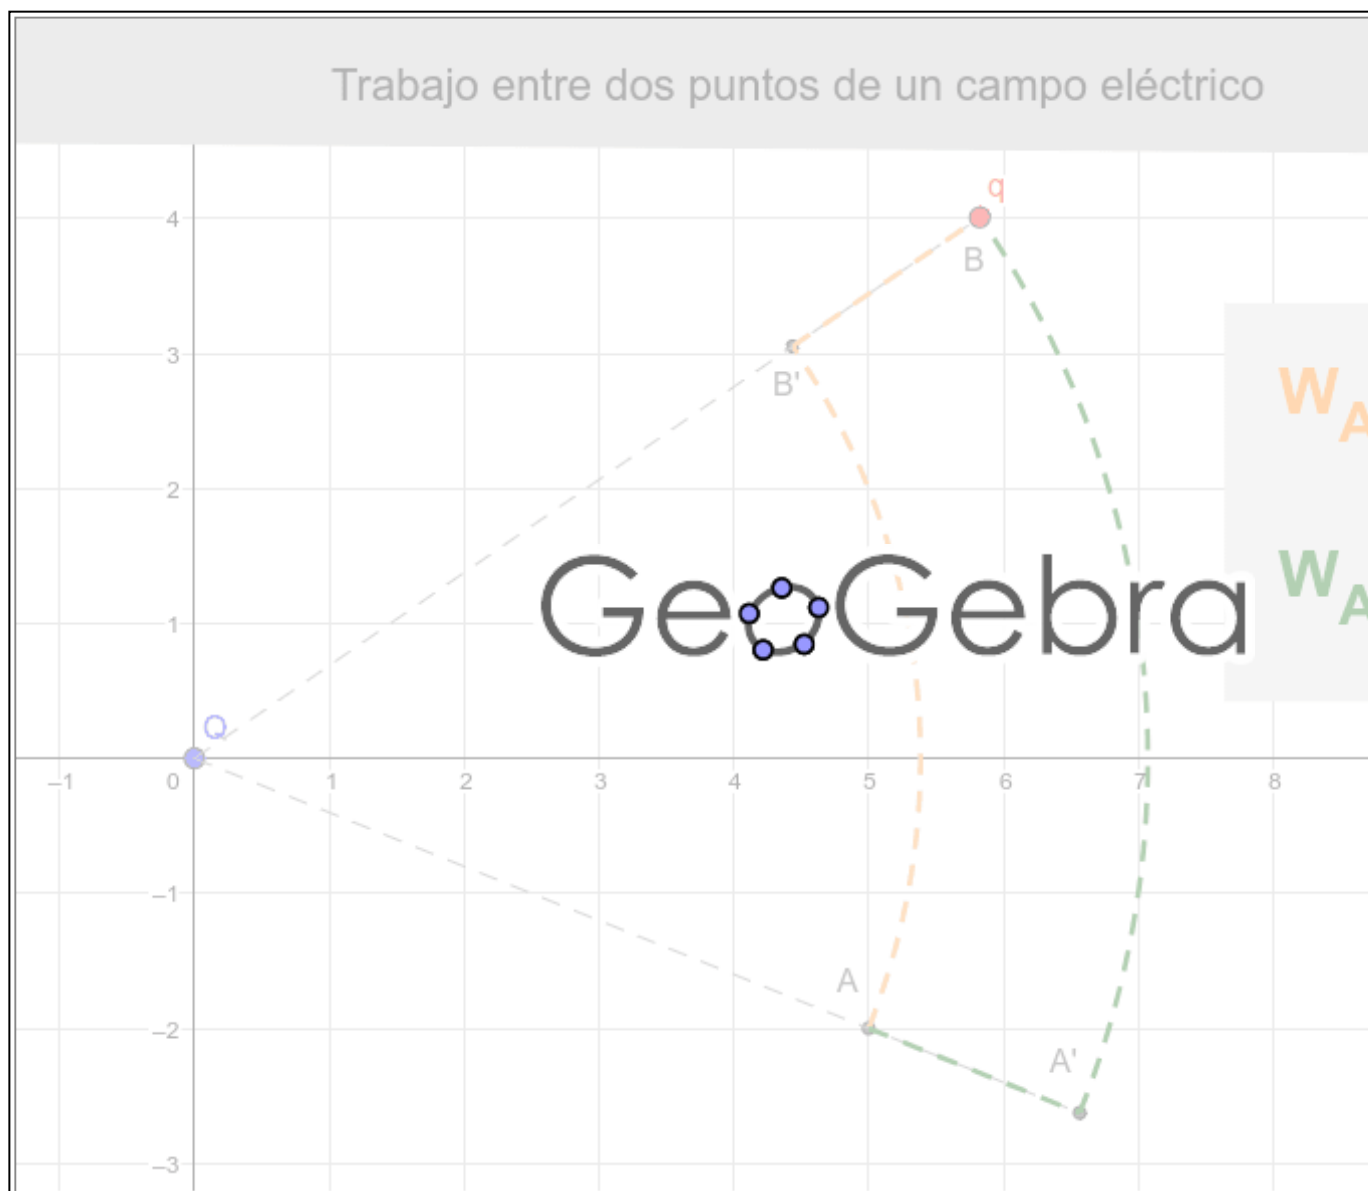 Trabajo entre dos puntos de un campo eléctrico
q
4
B
3
B'
W
A
2
GeoGebra
W
A
1
Q
–1
0
1
2
3
4
5
6
7
8
–1
A
–2
A'
–3